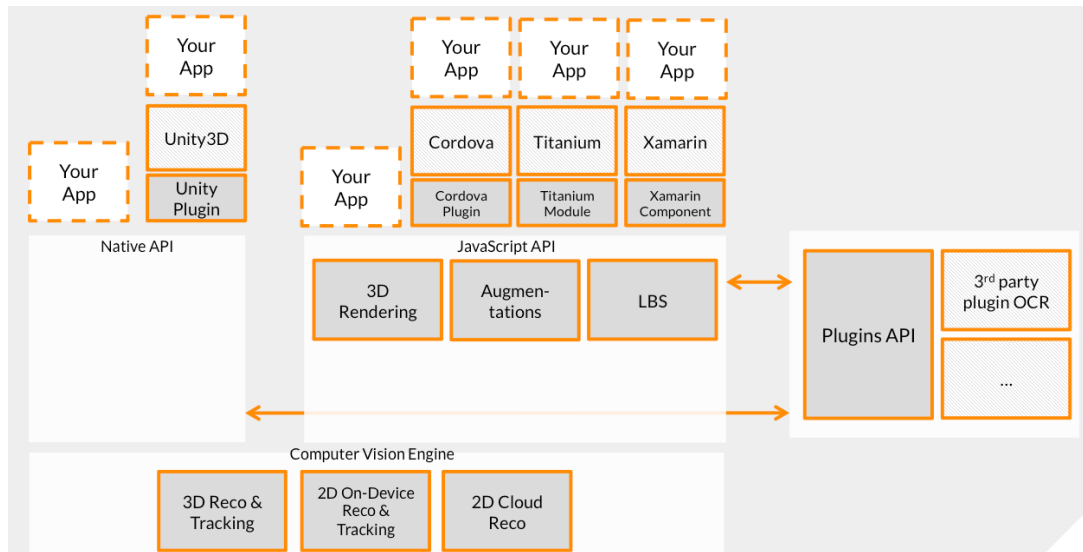 Your
App
Your
App
Your
App
Your
App
Unity3D
Cordova
Titanium
Xamarin
Your
App
Your
App
Unity
Plugin
Cordova
Plugin
Titanium
Module
Xamarin
Component
Native API
JavaScript API
3D
Rendering
Augmen-
tations
LBS
Plugins API
3rd party
plugin OCR
...
Computer Vision Engine
3D Reco &
Tracking
2D On-Device
Reco &
Tracking
2D Cloud
Reco